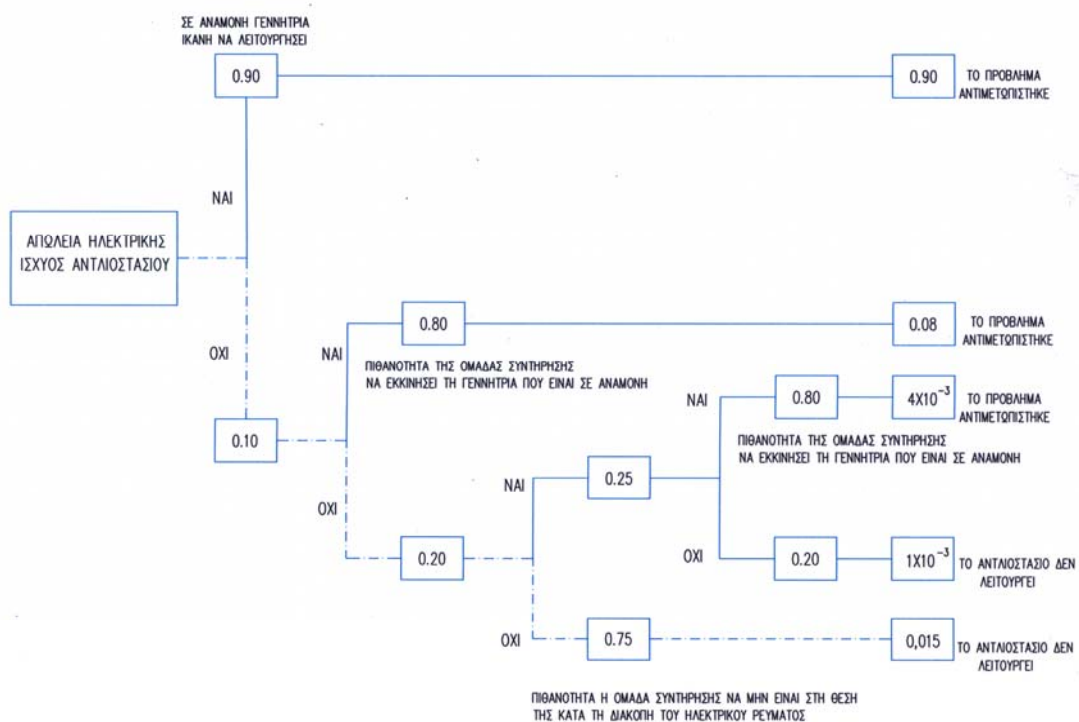 ΣΕ ΑΝΑΜΟΝΗ ΓΕΝΝΗΤΡΙΑ
ΙΚΑΝΗ ΝΑ ΛΕΙΤΟΥΡΓΗΣΕΙ
0.90
0.90
ΤΟ ΠΡΟΒΛΗΜΑ
ΑΝΤΙΜΕΤΩΠΙΣΤΗΚΕ
ΝΑΙ
ΑΠΩΛΕΙΑ ΗΛΕΚΤΡΙΚΗΣ
ΙΣΧΥΟΣ ΑΝΤΛΙΟΣΤΑΣΙΟΥ
ΟΧΙ
0.10
ΝΑΙ
0.80
0.08
ΤΟ ΠΡΟΒΛΗΜΑ
ΑΝΤΙΜΕΤΩΠΙΣΤΗΚΕ
ΠΙΘΑΝΟΤΗΤΑ ΤΗΣ ΟΜΑΔΑΣ ΣΥΝΤΗΡΗΣΗΣ
ΝΑ ΕΚΚΙΝΗΣΕΙ ΤΗ ΓΕΝΝΗΤΡΙΑ ΠΟΥ ΕΙΝΑΙ ΣΕ ΑΝΑΜΟΝΗ
ΟΧΙ
0.20
ΝΑΙ
0.25
ΝΑΙ
0.80
4X10⁻³
ΤΟ ΠΡΟΒΛΗΜΑ
ΑΝΤΙΜΕΤΩΠΙΣΤΗΚΕ
ΠΙΘΑΝΟΤΗΤΑ ΤΗΣ ΟΜΑΔΑΣ ΣΥΝΤΗΡΗΣΗΣ
ΝΑ ΕΚΚΙΝΗΣΕΙ ΤΗ ΓΕΝΝΗΤΡΙΑ ΠΟΥ ΕΙΝΑΙ ΣΕ ΑΝΑΜΟΝΗ
ΟΧΙ
0.20
1X10⁻³
ΤΟ ΑΝΤΛΙΟΣΤΑΣΙΟ ΔΕΝ
ΛΕΙΤΟΥΡΓΕΙ
ΟΧΙ
0.75
0,015
ΤΟ ΑΝΤΛΙΟΣΤΑΣΙΟ ΔΕΝ
ΛΕΙΤΟΥΡΓΕΙ
ΠΙΘΑΝΟΤΗΤΑ Η ΟΜΑΔΑ ΣΥΝΤΗΡΗΣΗΣ ΝΑ ΜΗΝ ΕΙΝΑΙ ΣΤΗ ΘΕΣΗ
ΤΗΣ ΚΑΤΑ ΤΗ ΔΙΑΚΟΠΗ ΤΟΥ ΗΛΕΚΤΡΙΚΟΥ ΡΕΥΜΑΤΟΣ